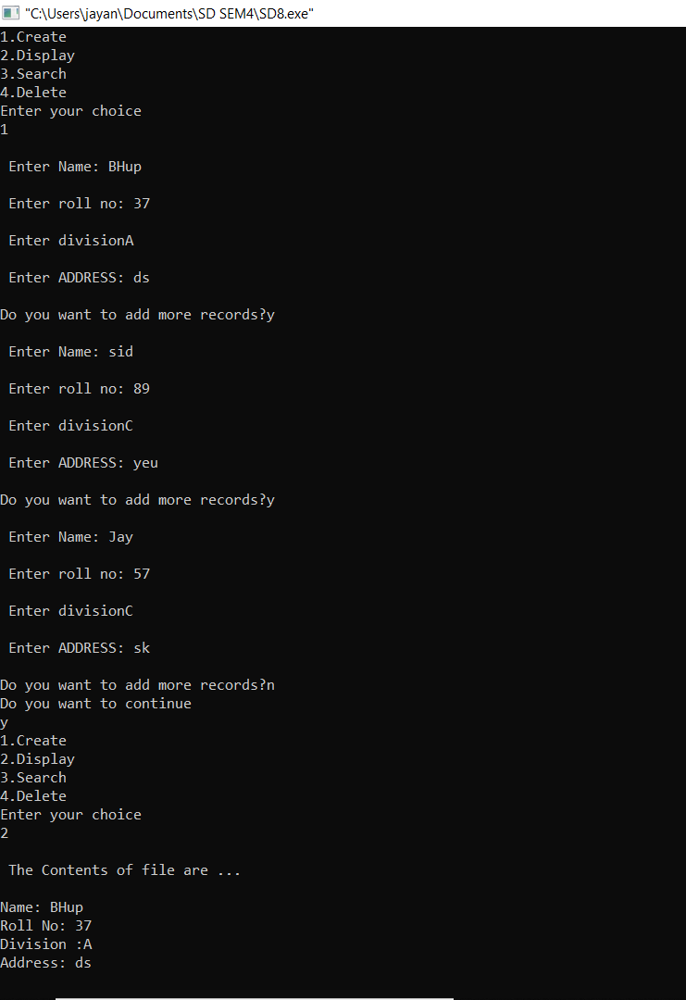 "C:\Users\jayan\Documents\SD SEM4\SD8.exe"
1.Create
2.Display
3.Search
4.Delete
Enter your choice
1
Enter Name: BHup
Enter roll no: 37
Enter divisionA
Enter ADDRESS: ds
Do you want to add more records?y
Enter Name: sid
Enter roll no: 89
Enter divisionC
Enter ADDRESS: yeu
Do you want to add more records?y
Enter Name: Jay
Enter roll no: 57
Enter divisionC
Enter ADDRESS: sk
Do you want to add more records?n
Do you want to continue
y
1.Create
2.Display
3.Search
4.Delete
Enter your choice
2
The Contents of file are ...
Name: BHup
Roll No: 37
Division :A
Address: ds